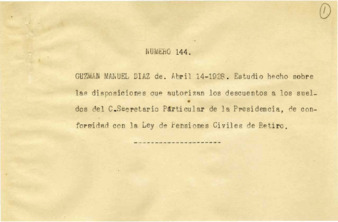 1
NUMERO 144.
GUZMAN MANUEL DIAZ de. Abril 14-1928. Estudio hecho sobre
las disposiciones que autorizan los descuentos a los suel-
dos del C.Secretario Particular de la Presidencia, de con-
formidad con la Ley de Pensiones Civiles de Retiro.
-------------------